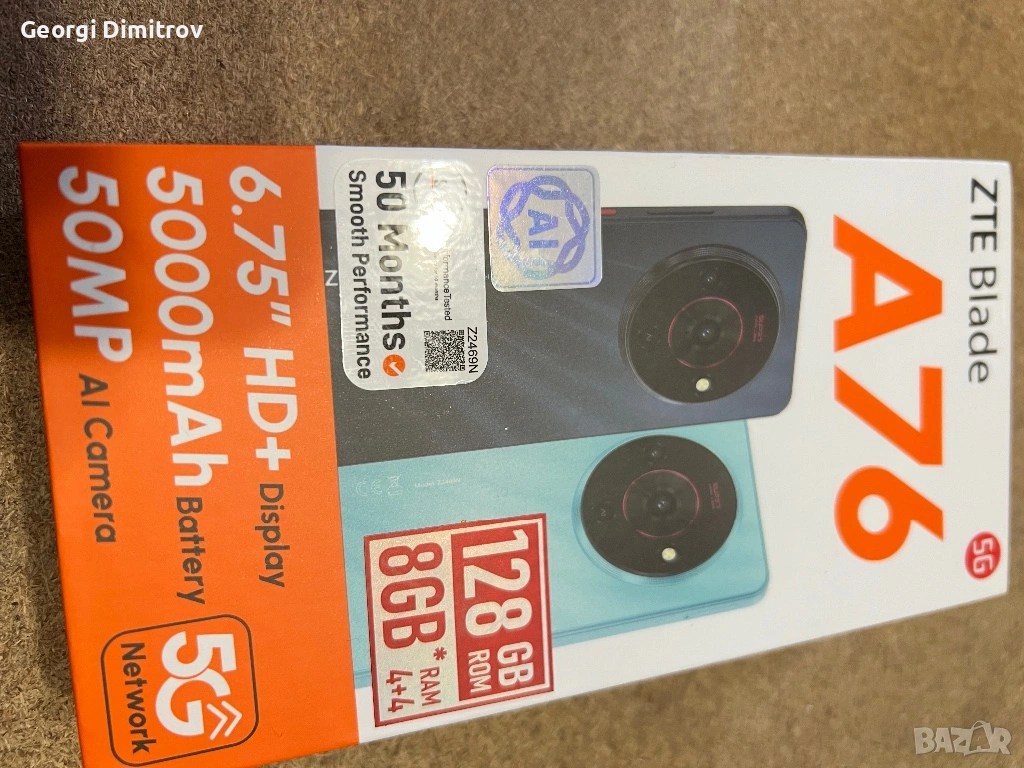 Georgi Dimitrov
ZTE Blade
A76
5G
AI
50 Months
Smooth Performance
Z2469N
128 GB
ROM
8GB* RAM
4+4
6.75" HD+ Display
5000mAh Battery
50MP AI Camera
5G
Network
BAZAR